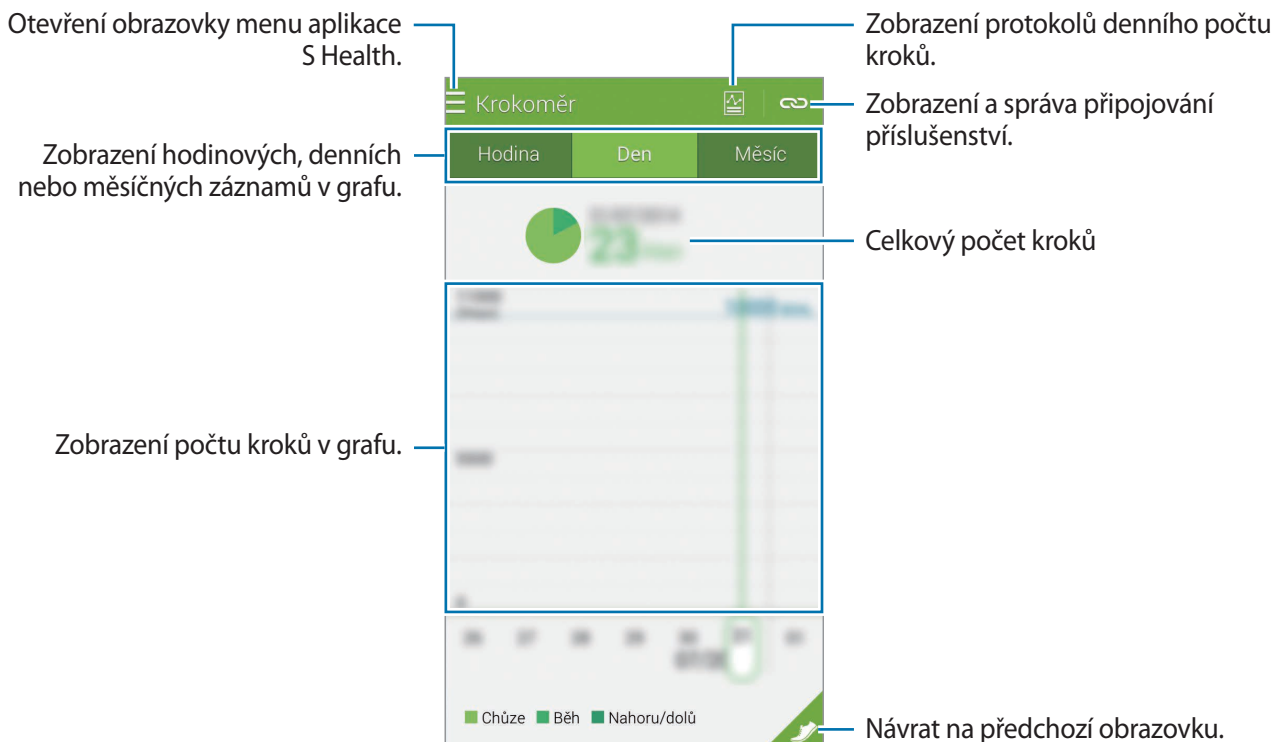 Otevření obrazovky menu aplikace
S Health.
Zobrazení protokolů denního počtu
kroků.
Krokoměr
Zobrazení a správa připojování
příslušenství.
Hodina Den Měsíc
Zobrazení hodinových, denních
nebo měsíčných záznamů v grafu.
23
Celkový počet kroků
Zobrazení počtu kroků v grafu.
Chůze Běh Nahoru/dolů
Návrat na předchozí obrazovku.